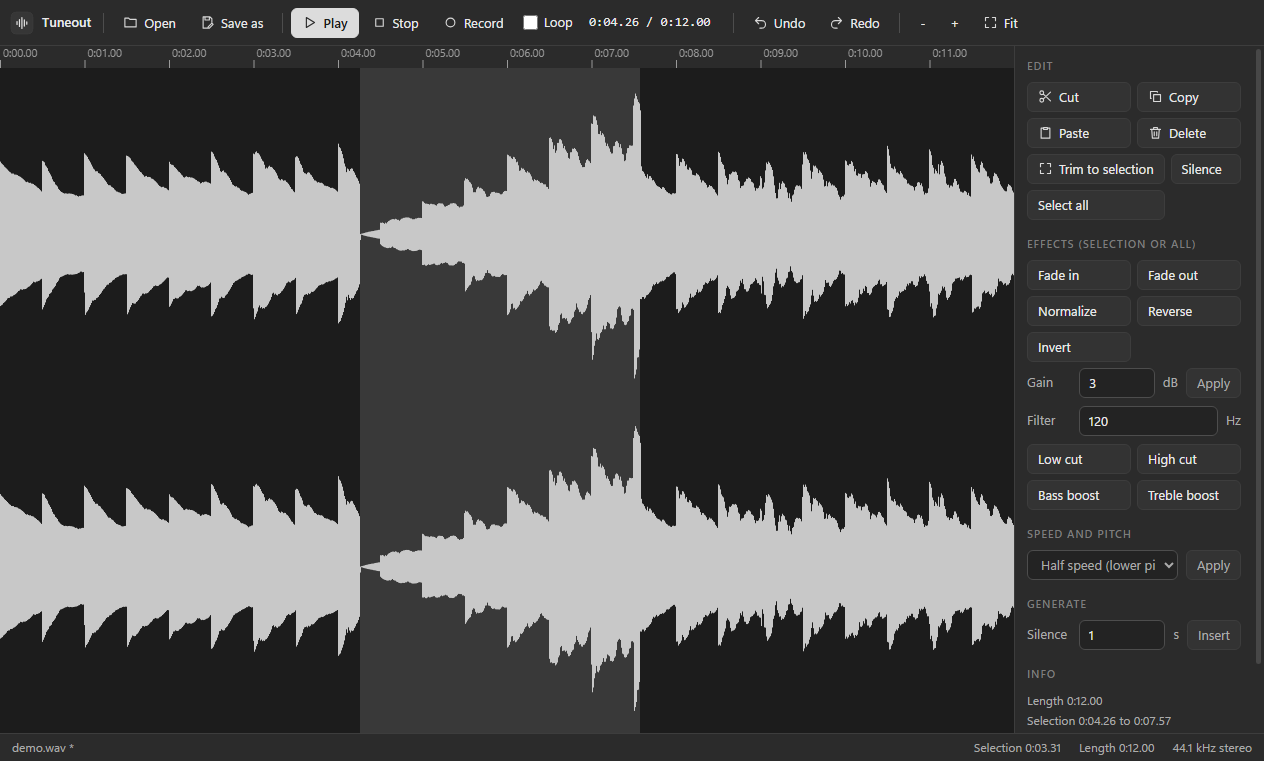 Tuneout Open Save as Play Stop Record Loop 0:04.26 / 0:12.00 Undo Redo - + Fit
0:00.00 0:01.00 0:02.00 0:03.00 0:04.00 0:05.00 0:06.00 0:07.00 0:08.00 0:09.00 0:10.00 0:11.00
EDIT
Cut Copy
Paste Delete
Trim to selection Silence
Select all
EFFECTS (SELECTION OR ALL)
Fade in Fade out
Normalize Reverse
Invert
Gain 3 dB Apply
Filter 120 Hz
Low cut High cut
Bass boost Treble boost
SPEED AND PITCH
Half speed (lower pi Apply
GENERATE
Silence 1 s Insert
INFO
Length 0:12.00
Selection 0:04.26 to 0:07.57
demo.wav * Selection 0:03.31 Length 0:12.00 44.1 kHz stereo